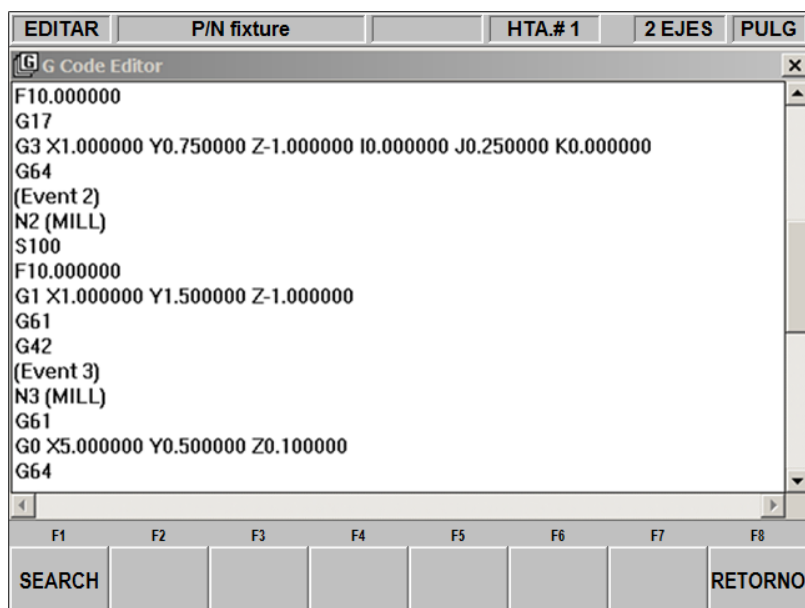 EDITAR P/N fixture HTA.# 1 2 EJES PULG
G G Code Editor
F10.000000
G17
G3 X1.000000 Y0.750000 Z-1.000000 I0.000000 J0.250000 K0.000000
G64
(Event 2)
N2 (MILL)
S100
F10.000000
G1 X1.000000 Y1.500000 Z-1.000000
G61
G42
(Event 3)
N3 (MILL)
G61
G0 X5.000000 Y0.500000 Z0.100000
G64
F1 F2 F3 F4 F5 F6 F7 F8
SEARCH RETORNO